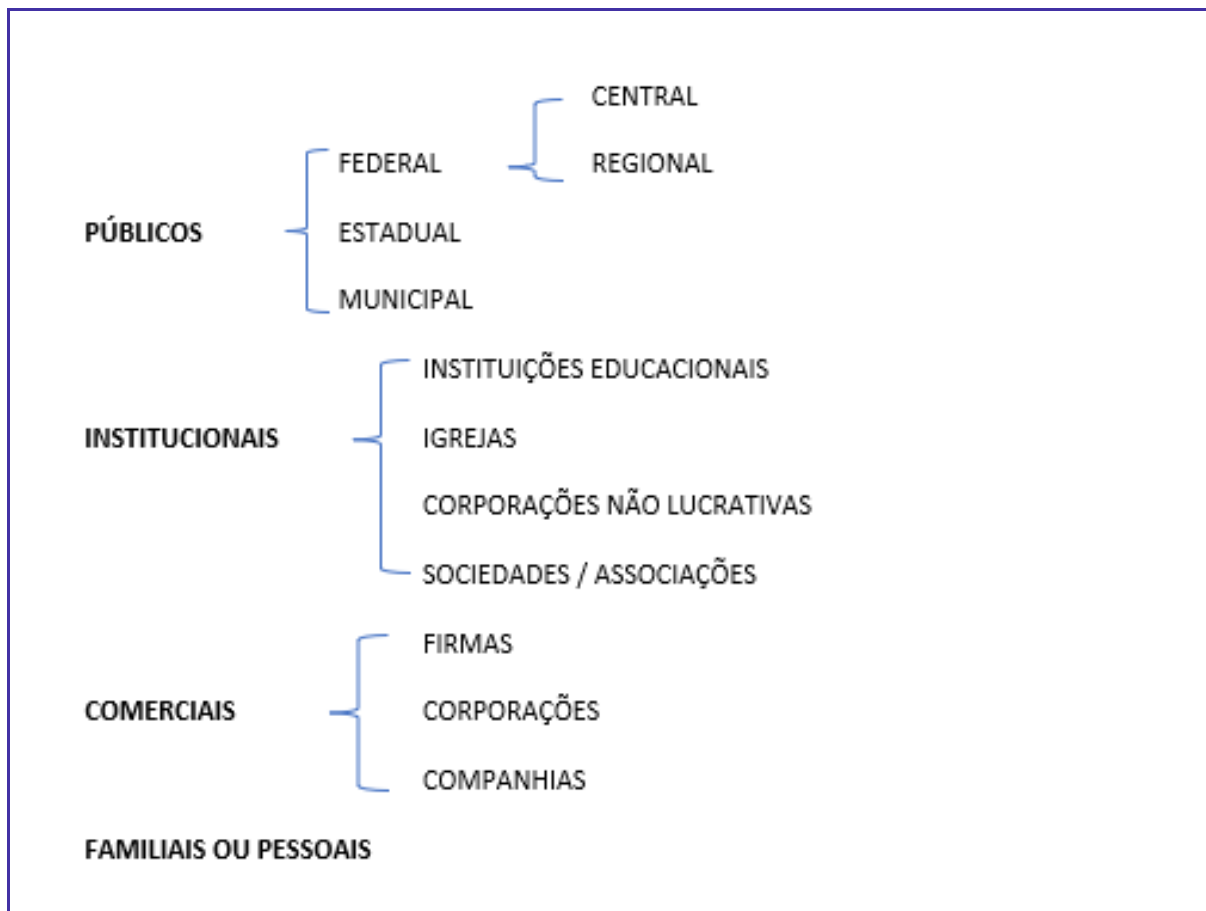 CENTRAL
FEDERAL REGIONAL
PÚBLICOS ESTADUAL
MUNICIPAL
INSTITUIÇÕES EDUCACIONAIS
INSTITUCIONAIS IGREJAS
CORPORAÇÕES NÃO LUCRATIVAS
SOCIEDADES / ASSOCIAÇÕES
FIRMAS
COMERCIAIS CORPORAÇÕES
COMPANHIAS
FAMILIAIS OU PESSOAIS